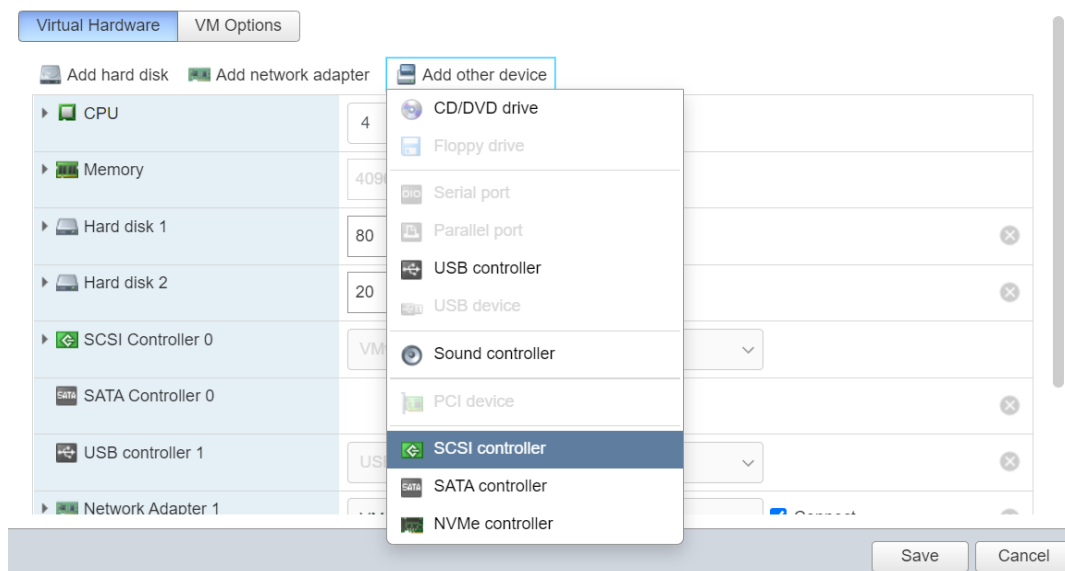 Virtual Hardware VM Options
Add hard disk Add network adapter Add other device
CPU 4
Memory 4096
Hard disk 1 80
Hard disk 2 20
SCSI Controller 0
SATA Controller 0
USB controller 1
Network Adapter 1 Connect
CD/DVD drive
Floppy drive
Serial port
Parallel port
USB controller
USB device
Sound controller
PCI device
SCSI controller
SATA controller
NVMe controller
Save Cancel